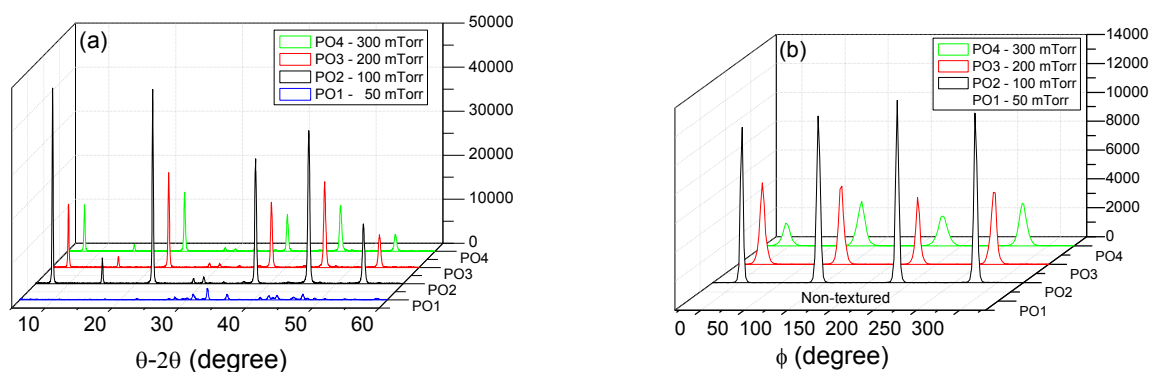 (a)
PO4 - 300 mTorr
PO3 - 200 mTorr
PO2 - 100 mTorr
PO1 -   50 mTorr
50000
40000
30000
20000
10000
0
PO4
PO3
PO2
PO1
10 20 30 40 50 60
θ-2θ (degree)
(b)
PO4 - 300 mTorr
PO3 - 200 mTorr
PO2 - 100 mTorr
PO1 - 50 mTorr
14000
12000
10000
8000
6000
4000
2000
0
PO4
PO3
PO2
PO1
Non-textured
0 50 100 150 200 250 300
ϕ (degree)